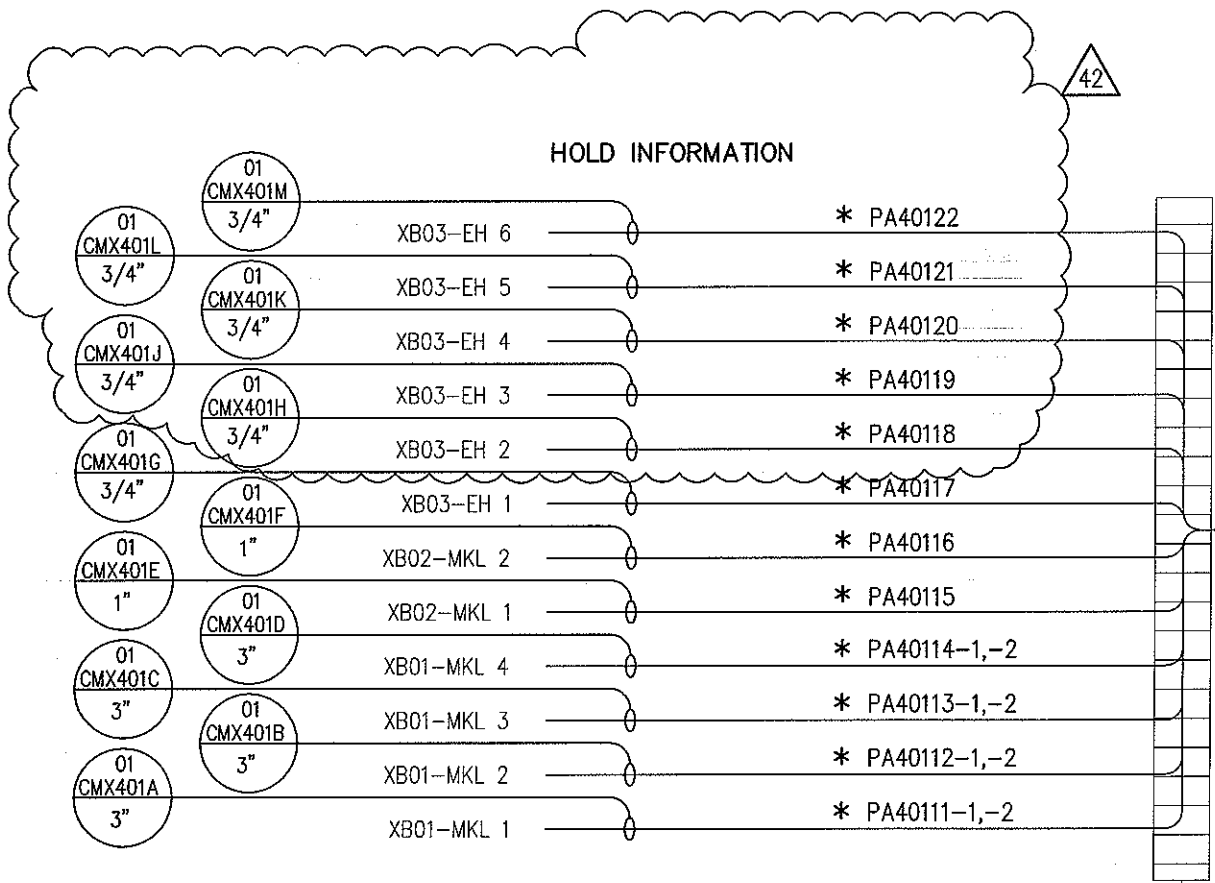 42
HOLD INFORMATION
01
CMX401M
3/4"
* PA40122
XB03-EH 6
01
CMX401L
3/4"
* PA40121
XB03-EH 5
01
CMX401K
3/4"
* PA40120
XB03-EH 4
01
CMX401J
3/4"
* PA40119
XB03-EH 3
01
CMX401H
3/4"
* PA40118
XB03-EH 2
01
CMX401G
3/4"
* PA40117
XB03-EH 1
01
CMX401F
1"
* PA40116
XB02-MKL 2
01
CMX401E
1"
* PA40115
XB02-MKL 1
01
CMX401D
3"
* PA40114-1,-2
XB01-MKL 4
01
CMX401C
3"
* PA40113-1,-2
XB01-MKL 3
01
CMX401B
3"
* PA40112-1,-2
XB01-MKL 2
01
CMX401A
3"
* PA40111-1,-2
XB01-MKL 1